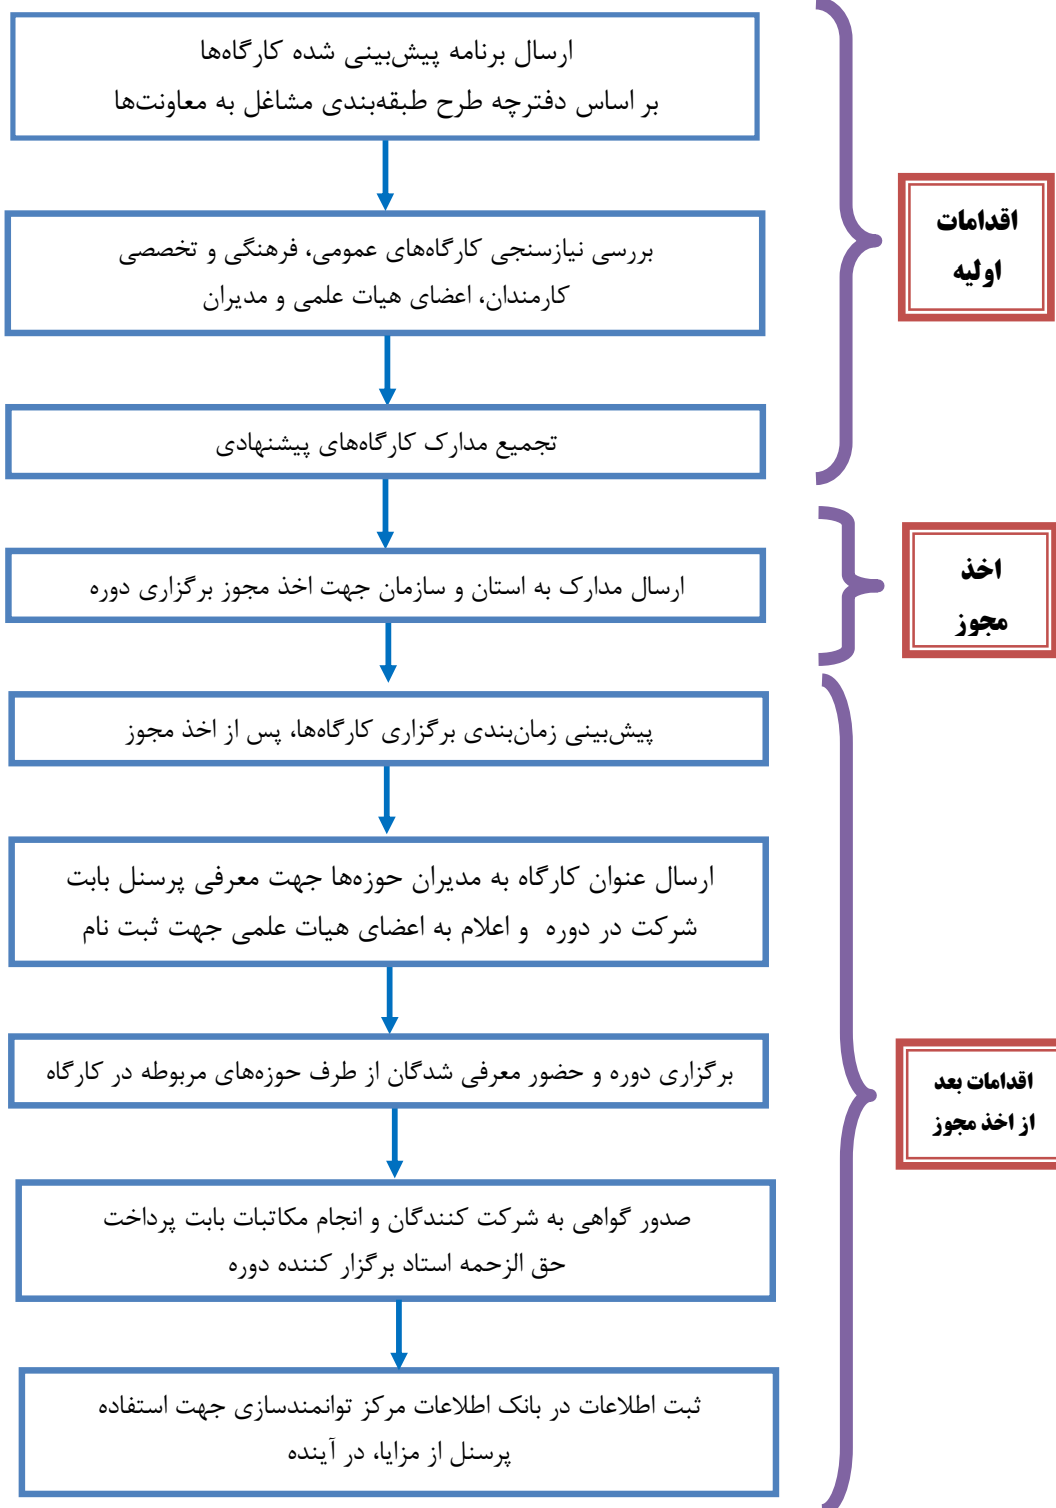 ارسال برنامه پیش‌بینی شده کارگاه‌ها
بر اساس دفترچه طرح طبقه‌بندی مشاغل به معاونت‌ها
اقدامات
اولیه
بررسی نیازسنجی کارگاه‌های عمومی، فرهنگی و تخصصی
کارمندان، اعضای هیات علمی و مدیران
تجمیع مدارک کارگاه‌های پیشنهادی
اخذ
مجوز
ارسال مدارک به استان و سازمان جهت اخذ مجوز برگزاری دوره
پیش‌بینی زمان‌بندی برگزاری کارگاه‌ها، پس از اخذ مجوز
ارسال عنوان کارگاه به مدیران حوزه‌ها جهت معرفی پرسنل بابت
شرکت در دوره و اعلام به اعضای هیات علمی جهت ثبت نام
اقدامات بعد
از اخذ مجوز
برگزاری دوره و حضور معرفی شدگان از طرف حوزه‌های مربوطه در کارگاه
صدور گواهی به شرکت کنندگان و انجام مکاتبات بابت پرداخت
حق الزحمه استاد برگزار کننده دوره
ثبت اطلاعات در بانک اطلاعات مرکز توانمندسازی جهت استفاده
پرسنل از مزایا، در آینده